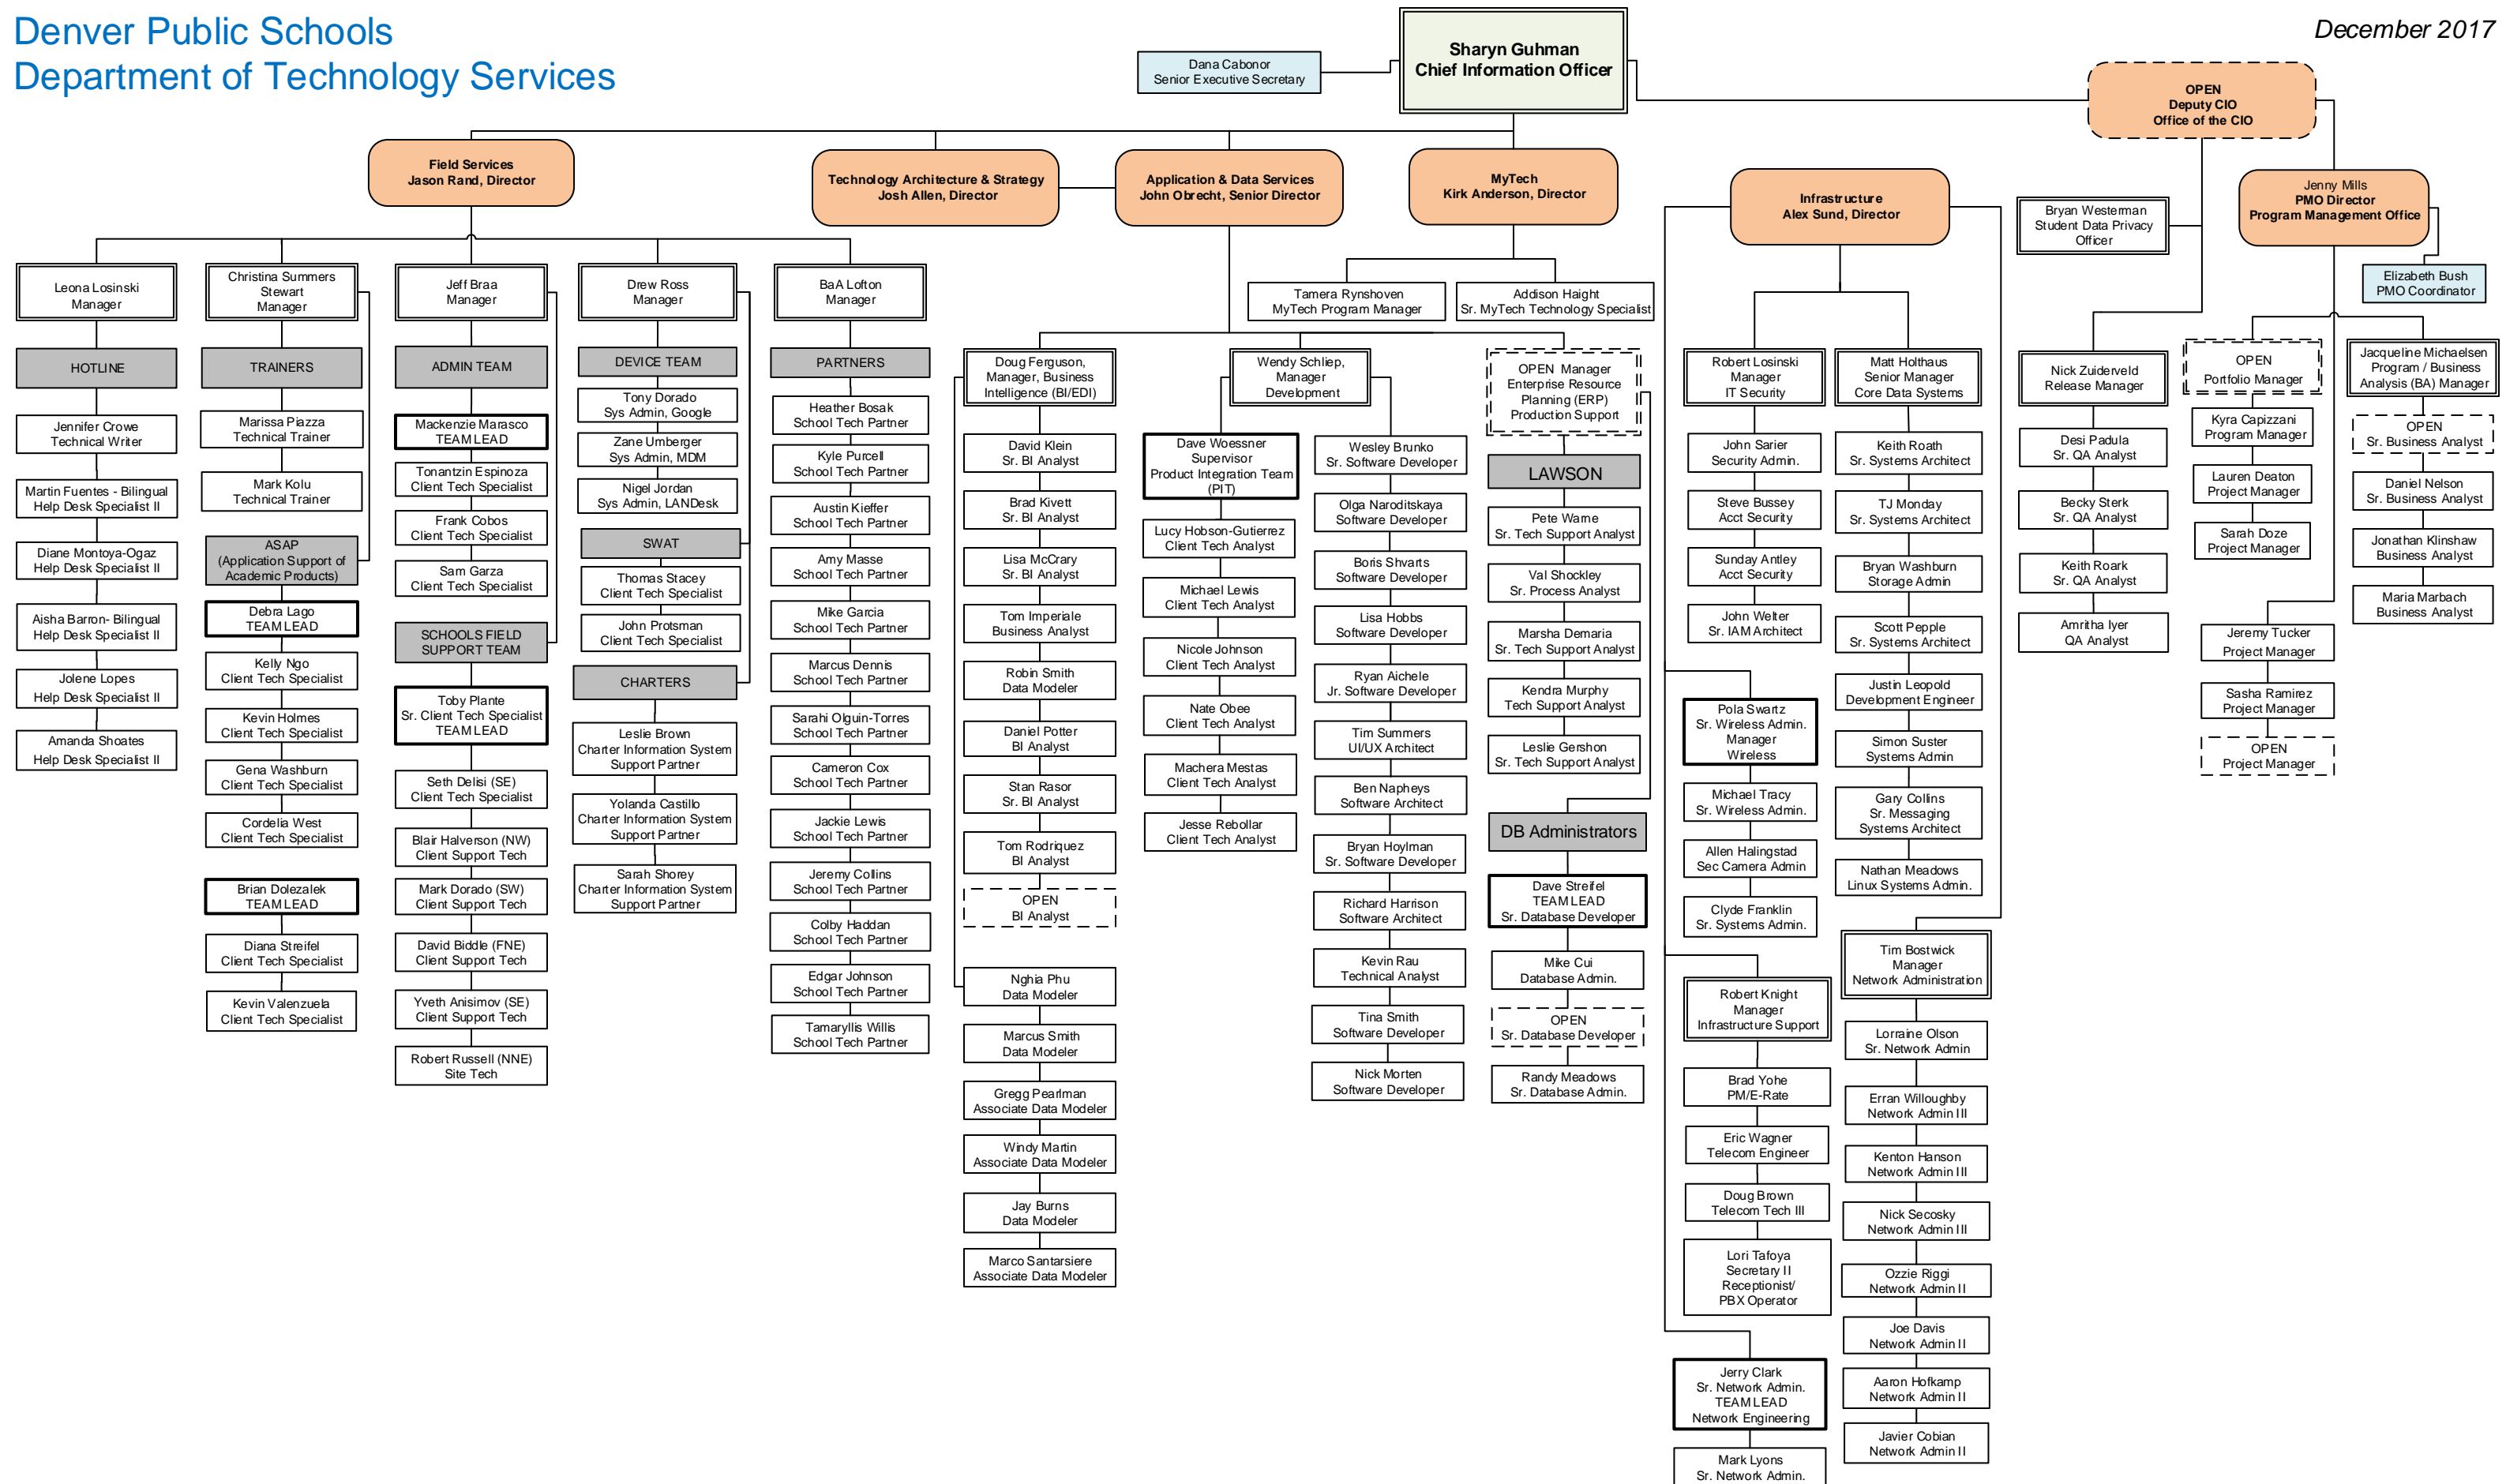 Denver Public Schools
Department of Technology Services
December 2017
Sharyn Guhman
Chief Information Officer
Dana Cabonor
Senior Executive Secretary
OPEN
Deputy CIO
Office of the CIO
Field Services
Jason Rand, Director
Technology Architecture & Strategy
Josh Allen, Director
Application & Data Services
John Obrecht, Senior Director
MyTech
Kirk Anderson, Director
Infrastructure
Alex Sund, Director
Bryan Westerman
Student Data Privacy
Officer
Jenny Mills
PMO Director
Program Management Office
Elizabeth Bush
PMO Coordinator
Leona Losinski
Manager
HOTLINE
Jennifer Crowe
Technical Writer
Martin Fuentes - Bilingual
Help Desk Specialist II
Diane Montoya-Ogaz
Help Desk Specialist II
Aisha Barron- Bilingual
Help Desk Specialist II
Jolene Lopes
Help Desk Specialist II
Amanda Shoates
Help Desk Specialist II
Christina Summers
Stewart
Manager
TRAINERS
Marissa Piazza
Technical Trainer
Mark Kolu
Technical Trainer
ASAP
(Application Support of
Academic Products)
Debra Lago
TEAM LEAD
Kelly Ngo
Client Tech Specialist
Kevin Holmes
Client Tech Specialist
Gena Washburn
Client Tech Specialist
Cordelia West
Client Tech Specialist
Brian Dolezalek
TEAM LEAD
Diana Streifel
Client Tech Specialist
Kevin Valenzuela
Client Tech Specialist
Jeff Braa
Manager
ADMIN TEAM
Mackenzie Marasco
TEAM LEAD
Tonantzin Espinoza
Client Tech Specialist
Frank Cobos
Client Tech Specialist
Sam Garza
Client Tech Specialist
SCHOOLS FIELD
SUPPORT TEAM
Toby Plante
Sr. Client Tech Specialist
TEAM LEAD
Seth Delisi (SE)
Client Tech Specialist
Blair Halverson (NW)
Client Support Tech
Mark Dorado (SW)
Client Support Tech
David Biddle (FNE)
Client Support Tech
Yveth Anisimov (SE)
Client Support Tech
Robert Russell (NNE)
Site Tech
Drew Ross
Manager
DEVICE TEAM
Tony Dorado
Sys Admin, Google
Zane Umberger
Sys Admin, MDM
Nigel Jordan
Sys Admin, LANDesk
SWAT
Thomas Stacey
Client Tech Specialist
John Protsman
Client Tech Specialist
CHARTERS
Leslie Brown
Charter Information System
Support Partner
Yolanda Castillo
Charter Information System
Support Partner
Sarah Shorey
Charter Information System
Support Partner
BaA Lofton
Manager
PARTNERS
Heather Bosak
School Tech Partner
Kyle Purcell
School Tech Partner
Austin Kieffer
School Tech Partner
Amy Masse
School Tech Partner
Mike Garcia
School Tech Partner
Marcus Dennis
School Tech Partner
Sarahi Olguin-Torres
School Tech Partner
Cameron Cox
School Tech Partner
Jackie Lewis
School Tech Partner
Jeremy Collins
School Tech Partner
Colby Haddan
School Tech Partner
Edgar Johnson
School Tech Partner
Tamaryllis Willis
School Tech Partner
Doug Ferguson,
Manager, Business
Intelligence (BI/EDI)
David Klein
Sr. BI Analyst
Brad Kivett
Sr. BI Analyst
Lisa McCrary
Sr. BI Analyst
Tom Imperiale
Business Analyst
Robin Smith
Data Modeler
Daniel Potter
BI Analyst
Stan Rasor
Sr. BI Analyst
Tom Rodriquez
BI Analyst
OPEN
BI Analyst
Nghia Phu
Data Modeler
Marcus Smith
Data Modeler
Gregg Pearlman
Associate Data Modeler
Windy Martin
Associate Data Modeler
Jay Burns
Data Modeler
Marco Santarsiere
Associate Data Modeler
Wendy Schliep,
Manager
Development
Dave Woessner
Supervisor
Product Integration Team
(PIT)
Lucy Hobson-Gutierrez
Client Tech Analyst
Michael Lewis
Client Tech Analyst
Nicole Johnson
Client Tech Analyst
Nate Obee
Client Tech Analyst
Machera Mestas
Client Tech Analyst
Jesse Rebollar
Client Tech Analyst
Wesley Brunko
Sr. Software Developer
Olga Naroditskaya
Software Developer
Boris Shvarts
Software Developer
Lisa Hobbs
Software Developer
Ryan Aichele
Jr. Software Developer
Tim Summers
UI/UX Architect
Ben Napheys
Software Architect
Bryan Hoylman
Sr. Software Developer
Richard Harrison
Software Architect
Kevin Rau
Technical Analyst
Tina Smith
Software Developer
Nick Morten
Software Developer
Tamera Rynshoven
MyTech Program Manager
Addison Haight
Sr. MyTech Technology Specialist
OPEN Manager
Enterprise Resource
Planning (ERP)
Production Support
LAWSON
Pete Warne
Sr. Tech Support Analyst
Val Shockley
Sr. Process Analyst
Marsha Demaria
Sr. Tech Support Analyst
Kendra Murphy
Tech Support Analyst
Leslie Gershon
Sr. Tech Support Analyst
DB Administrators
Dave Streifel
TEAM LEAD
Sr. Database Developer
Mike Cui
Database Admin.
OPEN
Sr. Database Developer
Randy Meadows
Sr. Database Admin.
Robert Losinski
Manager
IT Security
John Sarier
Security Admin.
Steve Bussey
Acct Security
Sunday Antley
Acct Security
John Welter
Sr. IAM Architect
Pola Swartz
Sr. Wireless Admin.
Manager
Wireless
Michael Tracy
Sr. Wireless Admin.
Allen Halingstad
Sec Camera Admin
Clyde Franklin
Sr. Systems Admin.
Robert Knight
Manager
Infrastructure Support
Brad Yohe
PM/E-Rate
Eric Wagner
Telecom Engineer
Doug Brown
Telecom Tech III
Lori Tafoya
Secretary II
Receptionist/
PBX Operator
Jerry Clark
Sr. Network Admin.
TEAM LEAD
Network Engineering
Mark Lyons
Sr. Network Admin.
Matt Holthaus
Senior Manager
Core Data Systems
Keith Roath
Sr. Systems Architect
TJ Monday
Sr. Systems Architect
Bryan Washburn
Storage Admin
Scott Pepple
Sr. Systems Architect
Justin Leopold
Development Engineer
Simon Suster
Systems Admin
Gary Collins
Sr. Messaging
Systems Architect
Nathan Meadows
Linux Systems Admin.
Tim Bostwick
Manager
Network Administration
Lorraine Olson
Sr. Network Admin
Erran Willoughby
Network Admin III
Kenton Hanson
Network Admin III
Nick Secosky
Network Admin III
Ozzie Riggi
Network Admin II
Joe Davis
Network Admin II
Aaron Hofkamp
Network Admin II
Javier Cobian
Network Admin II
Nick Zuiderveld
Release Manager
Desi Padula
Sr. QA Analyst
Becky Sterk
Sr. QA Analyst
Keith Roark
Sr. QA Analyst
Amritha Iyer
QA Analyst
OPEN
Portfolio Manager
Kyra Capizzani
Program Manager
Lauren Deaton
Project Manager
Sarah Doze
Project Manager
Jeremy Tucker
Project Manager
Sasha Ramirez
Project Manager
OPEN
Project Manager
Jacqueline Michaelsen
Program / Business
Analysis (BA) Manager
OPEN
Sr. Business Analyst
Daniel Nelson
Sr. Business Analyst
Jonathan Klinshaw
Business Analyst
Maria Marbach
Business Analyst